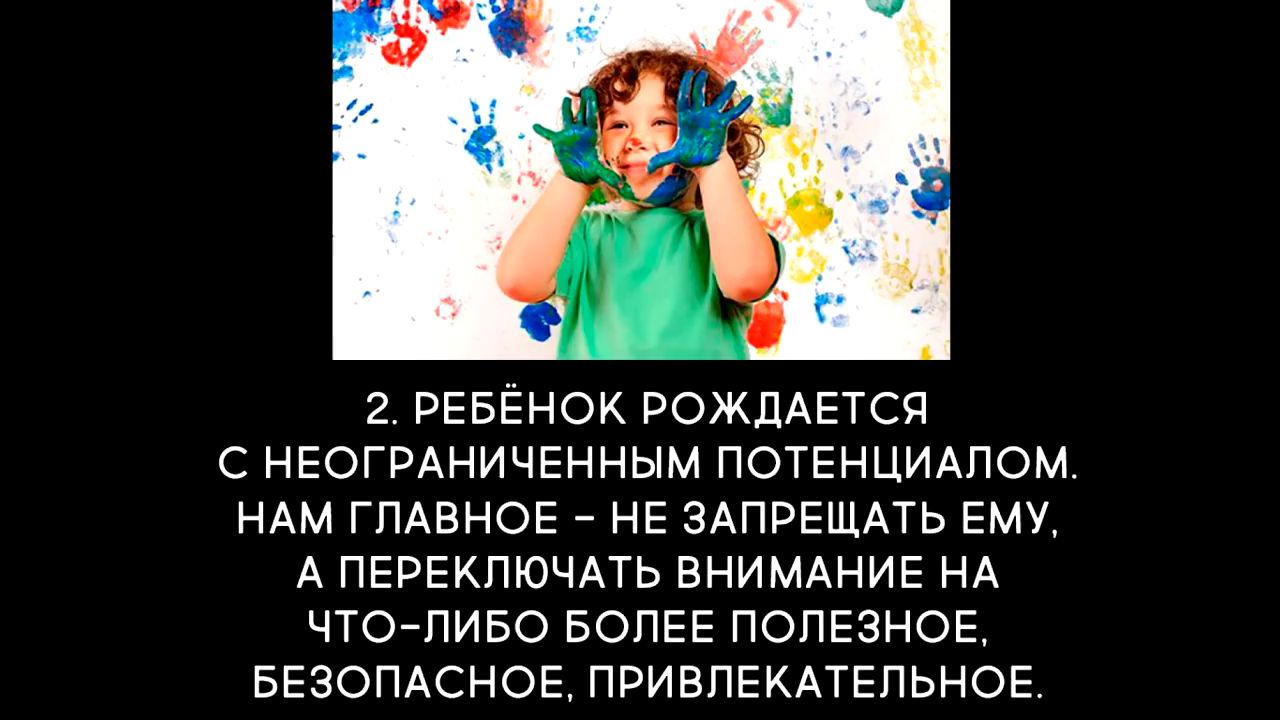 2. РЕБЁНОК РОЖДАЕТСЯ
С НЕОГРАНИЧЕННЫМ ПОТЕНЦИАЛОМ.
НАМ ГЛАВНОЕ – НЕ ЗАПРЕЩАТЬ ЕМУ,
А ПЕРЕКЛЮЧАТЬ ВНИМАНИЕ НА
ЧТО-ЛИБО БОЛЕЕ ПОЛЕЗНОЕ,
БЕЗОПАСНОЕ, ПРИВЛЕКАТЕЛЬНОЕ.